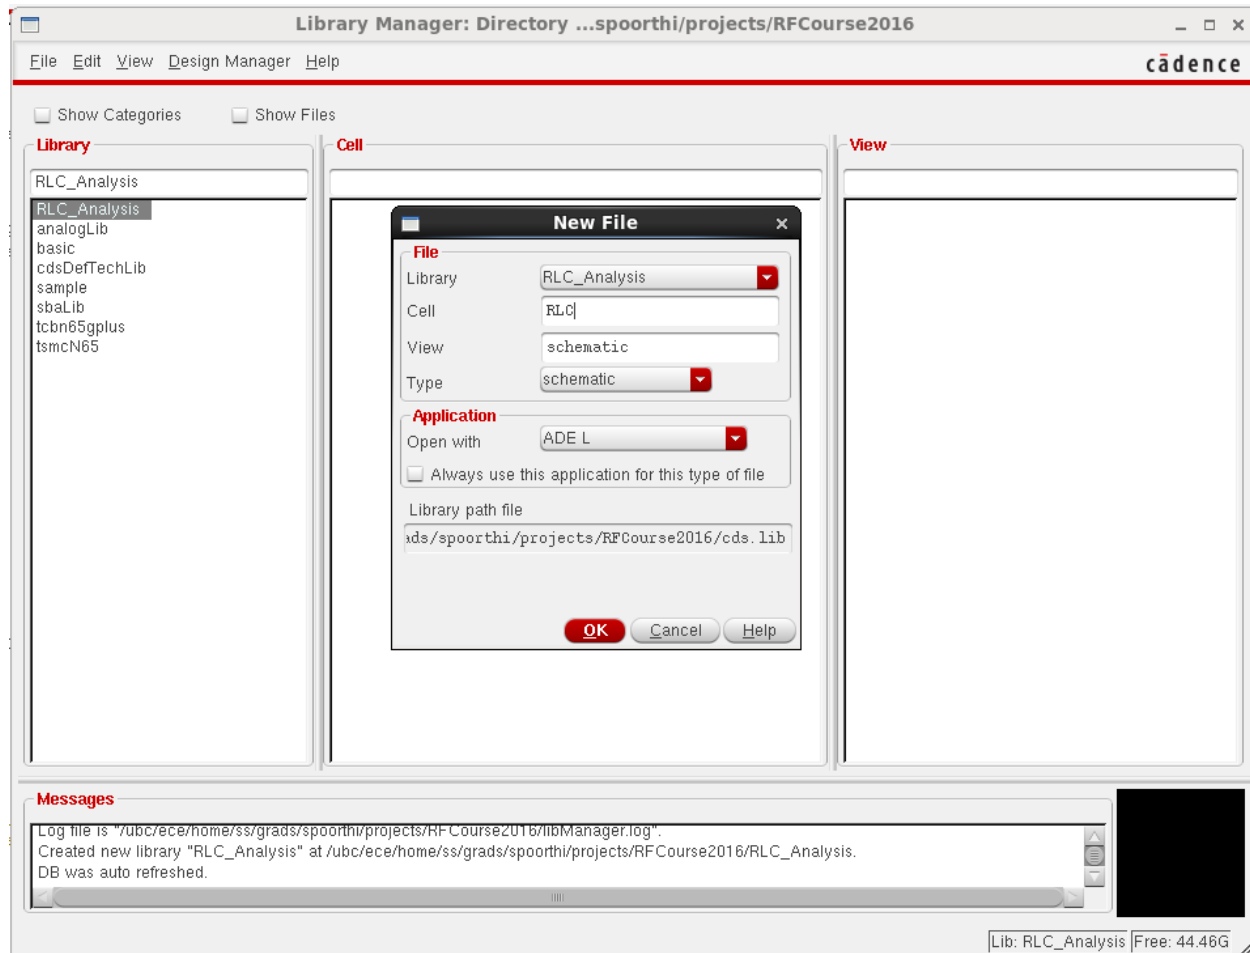 Library Manager: Directory ...spoorthi/projects/RFCourse2016
File Edit View Design Manager Help
cādence
Show Categories Show Files
Library
Cell
View
RLC_Analysis
RLC_Analysis
analogLib
basic
cdsDefTechLib
sample
sbaLib
tcbn65gplus
tsmcN65
New File
File
Library RLC_Analysis
Cell RLC
View schematic
Type schematic
Application
Open with ADE L
Always use this application for this type of file
Library path file
ads/spoorthi/projects/RFCourse2016/cds.lib
OK Cancel Help
Messages
Log file is "/ubc/ece/home/ss/grads/spoorthi/projects/RFCourse2016/libManager.log".
Created new library "RLC_Analysis" at /ubc/ece/home/ss/grads/spoorthi/projects/RFCourse2016/RLC_Analysis.
DB was auto refreshed.
Lib: RLC_Analysis Free: 44.46G